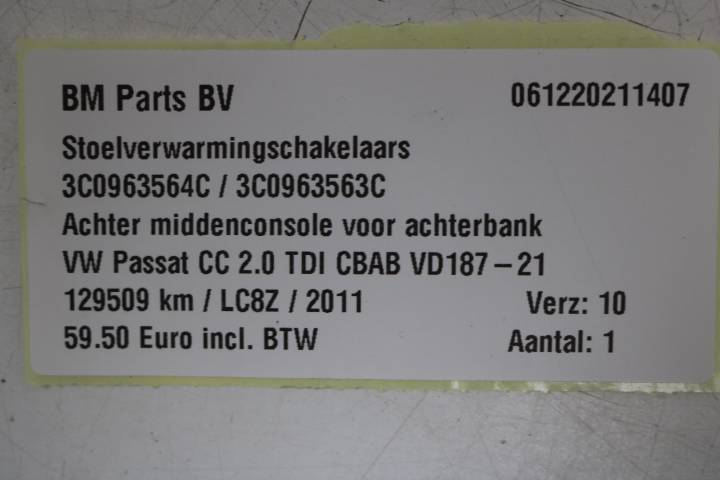 BM Parts BV 061220211407
Stoelverwarmingschakelaars
3C0963564C / 3C0963563C
Achter middenconsole voor achterbank
VW Passat CC 2.0 TDI CBAB VD187-21
129509 km / LC8Z / 2011 Verz: 10
59.50 Euro incl. BTW Aantal: 1